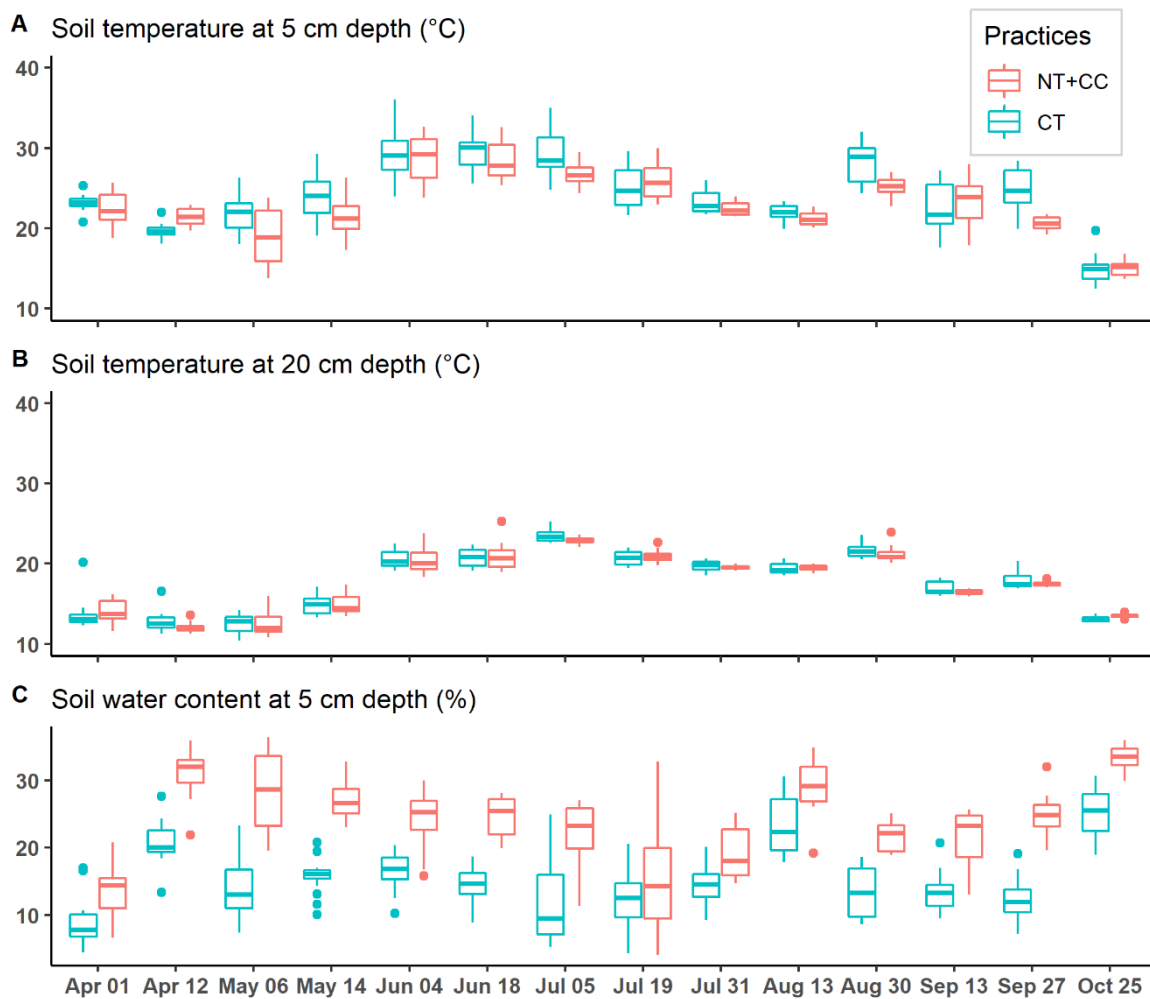 A Soil temperature at 5 cm depth (°C)
Practices
NT+CC
CT
40
30
20
10
B Soil temperature at 20 cm depth (°C)
40
30
20
10
C Soil water content at 5 cm depth (%)
30
20
10
Apr 01 Apr 12 May 06 May 14 Jun 04 Jun 18 Jul 05 Jul 19 Jul 31 Aug 13 Aug 30 Sep 13 Sep 27 Oct 25